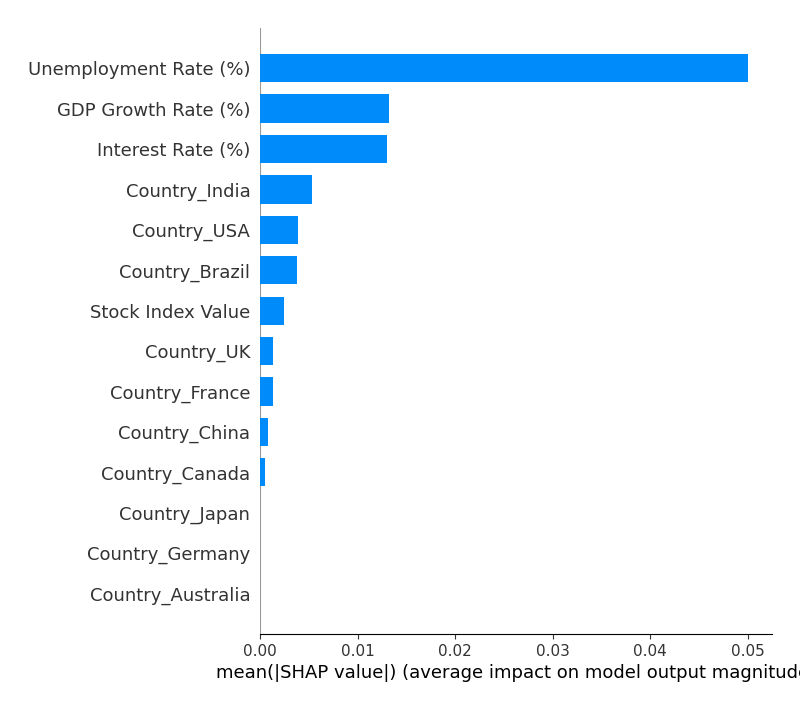 Unemployment Rate (%)
GDP Growth Rate (%)
Interest Rate (%)
Country_India
Country_USA
Country_Brazil
Stock Index Value
Country_UK
Country_France
Country_China
Country_Canada
Country_Japan
Country_Germany
Country_Australia
0.00 0.01 0.02 0.03 0.04 0.05
mean(|SHAP value|) (average impact on model output magnitude